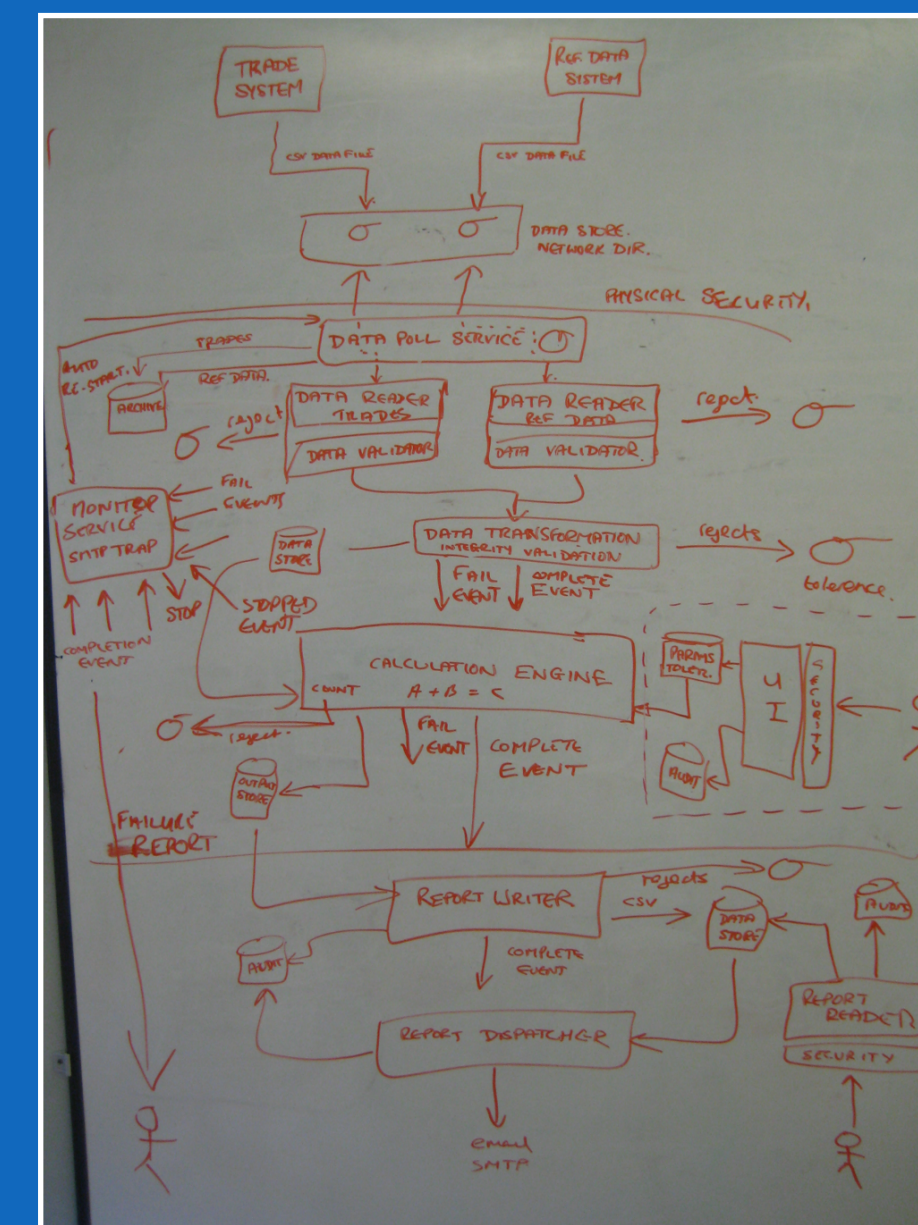 TRADE
SYSTEM
REF DATA
SYSTEM
CSV DATA FILE
CSV DATA FILE
DATA STORE.
NETWORK DIR.
PHYSICAL SECURITY.
DATA POLL SERVICE
TRADES
REF DATA.
AUTO
RE.START.
ARCHIVE
DATA READER
TRADES
DATA VALIDATOR
DATA READER
REF DATA
DATA VALIDATOR.
reject
reject.
FAIL
EVENTS
MONITOR
SERVICE
SMTP TRAP
DATA
STORE
DATA TRANSFORMATION
INTEGRITY VALIDATION
rejects
tolerence.
FAIL
EVENT
COMPLETE
EVENT
STOP
STOPPED
EVENT
COMPLETION
EVENT
CALCULATION ENGINE
COUNT
A + B = C
PARAMS
TOLER.
UI
SECURITY
AUDIT
reject.
FAIL
EVENT
COMPLETE
EVENT
OUTPUT
STORE
FAILURE
REPORT
REPORT WRITER
rejects
CSV
DATA
STORE
AUDIT
AUDIT
COMPLETE
EVENT
REPORT DISPATCHER
REPORT
READER
SECURITY
email
SMTP